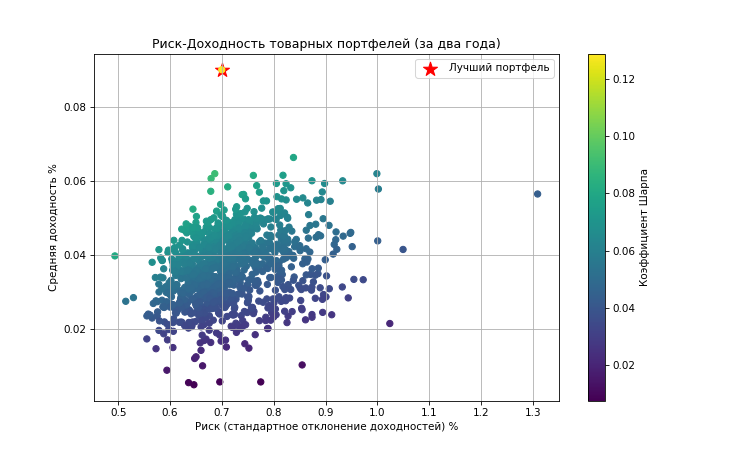 Риск-Доходность товарных портфелей (за два года)
Лучший портфель
Средняя доходность %
0.08
0.06
0.04
0.02
0.5 0.6 0.7 0.8 0.9 1.0 1.1 1.2 1.3
Риск (стандартное отклонение доходностей) %
0.12
0.10
0.08
0.06
0.04
0.02
Коэффициент Шарпа